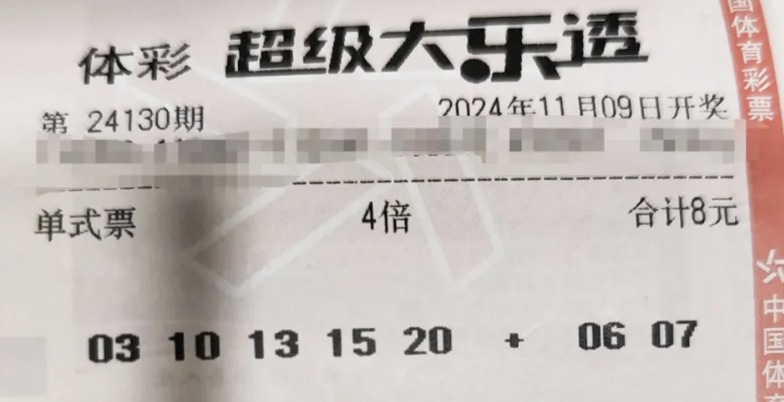 体彩 超级大乐透
第 24130期 2024年11月09日开奖
单式票 4倍 合计8元
03 10 13 15 20 + 06 07
国体育彩票
中国体育